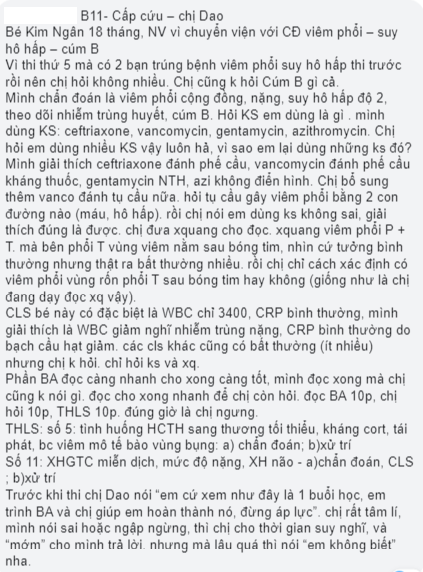 B11- Cấp cứu – chị Dao
Bé Kim Ngân 18 tháng, NV vì chuyển viện với CĐ viêm phổi – suy
hô hấp – cúm B
Vì thi thứ 5 mà có 2 bạn trúng bệnh viêm phổi suy hô hấp thi trước
rồi nên chị hỏi không nhiều. Chị cũng k hỏi Cúm B gì cả.
Mình chẩn đoán là viêm phổi cộng đồng, nặng, suy hô hấp độ 2,
theo dõi nhiễm trùng huyết, cúm B. Hỏi KS em dùng là gì . mình
dùng KS: ceftriaxone, vancomycin, gentamycin, azithromycin. Chị
hỏi em dùng nhiều KS vậy luôn hả, vì sao em lại dùng những ks đó?
Mình giải thích ceftriaxone đánh phế cầu, vancomycin đánh phế cầu
kháng thuốc, gentamycin NTH, azi không điển hình. Chị bổ sung
thêm vanco đánh tụ cầu nữa. hỏi tụ cầu gây viêm phổi bằng 2 con
đường nào (máu, hô hấp). rồi chị nói em dùng ks không sai, giải
thích đúng là được. chị đưa xquang cho đọc. xquang viêm phổi P +
T. mà bên phổi T vùng viêm nằm sau bóng tim, nhìn cứ tưởng bình
thường nhưng thật ra bất thường nhiều. rồi chị chỉ cách xác định có
viêm phổi vùng rốn phổi T sau bóng tim hay không (giống như là chị
đang dạy đọc xq vậy).
CLS bé này có đặc biệt là WBC chỉ 3400, CRP bình thường, mình
giải thích là WBC giảm nghĩ nhiễm trùng nặng, CRP bình thường do
bạch cầu hạt giảm. các cls khác cũng có bất thường (ít nhiều)
nhưng chị k hỏi. chỉ hỏi ks và xq.
Phần BA đọc càng nhanh cho xong càng tốt, mình đọc xong mà chị
cũng k nói gì. đọc cho xong nhanh để chị còn hỏi. đọc BA 10p, chị
hỏi 10p, THLS 10p. đúng giờ là chị ngưng.
THLS: số 5: tình huống HCTH sang thương tối thiểu, kháng cort, tái
phát, bc viêm mô tế bào vùng bụng: a) chẩn đoán; b)xử trí
Số 11: XHGTC miễn dịch, mức độ nặng, XH não - a)chẩn đoán, CLS
; b)xử trí
Trước khi thi chị Dao nói “em cứ xem như đây là 1 buổi học, em
trình BA và chị giúp em hoàn thành nó, đừng áp lực”. chị rất tâm lí,
mình nói sai hoặc ngập ngừng, thì chị cho thời gian suy nghĩ, và
“mớm” cho mình trả lời. nhưng mà lâu quá thì nói “em không biết”
nha.